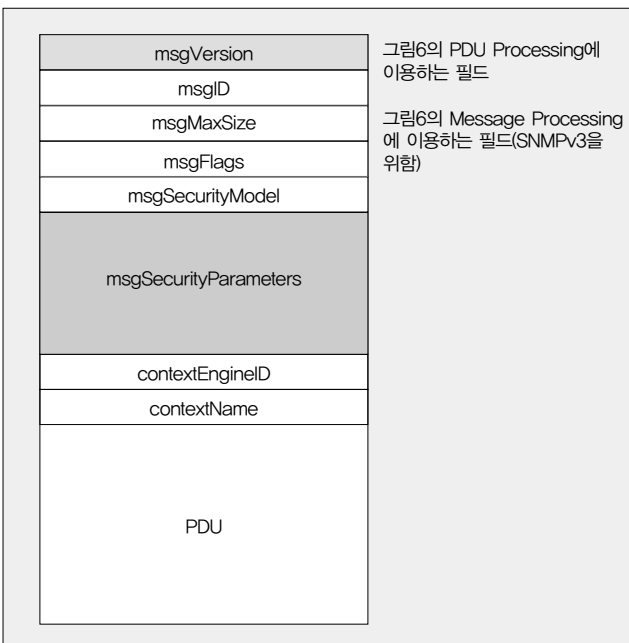 msgVersion
msgID
msgMaxSize
msgFlags
msgSecurityModel
msgSecurityParameters
contextEngineID
contextName
PDU
그림6의 PDU Processing에
이용하는 필드
그림6의 Message Processing
에 이용하는 필드(SNMPv3을
위함)